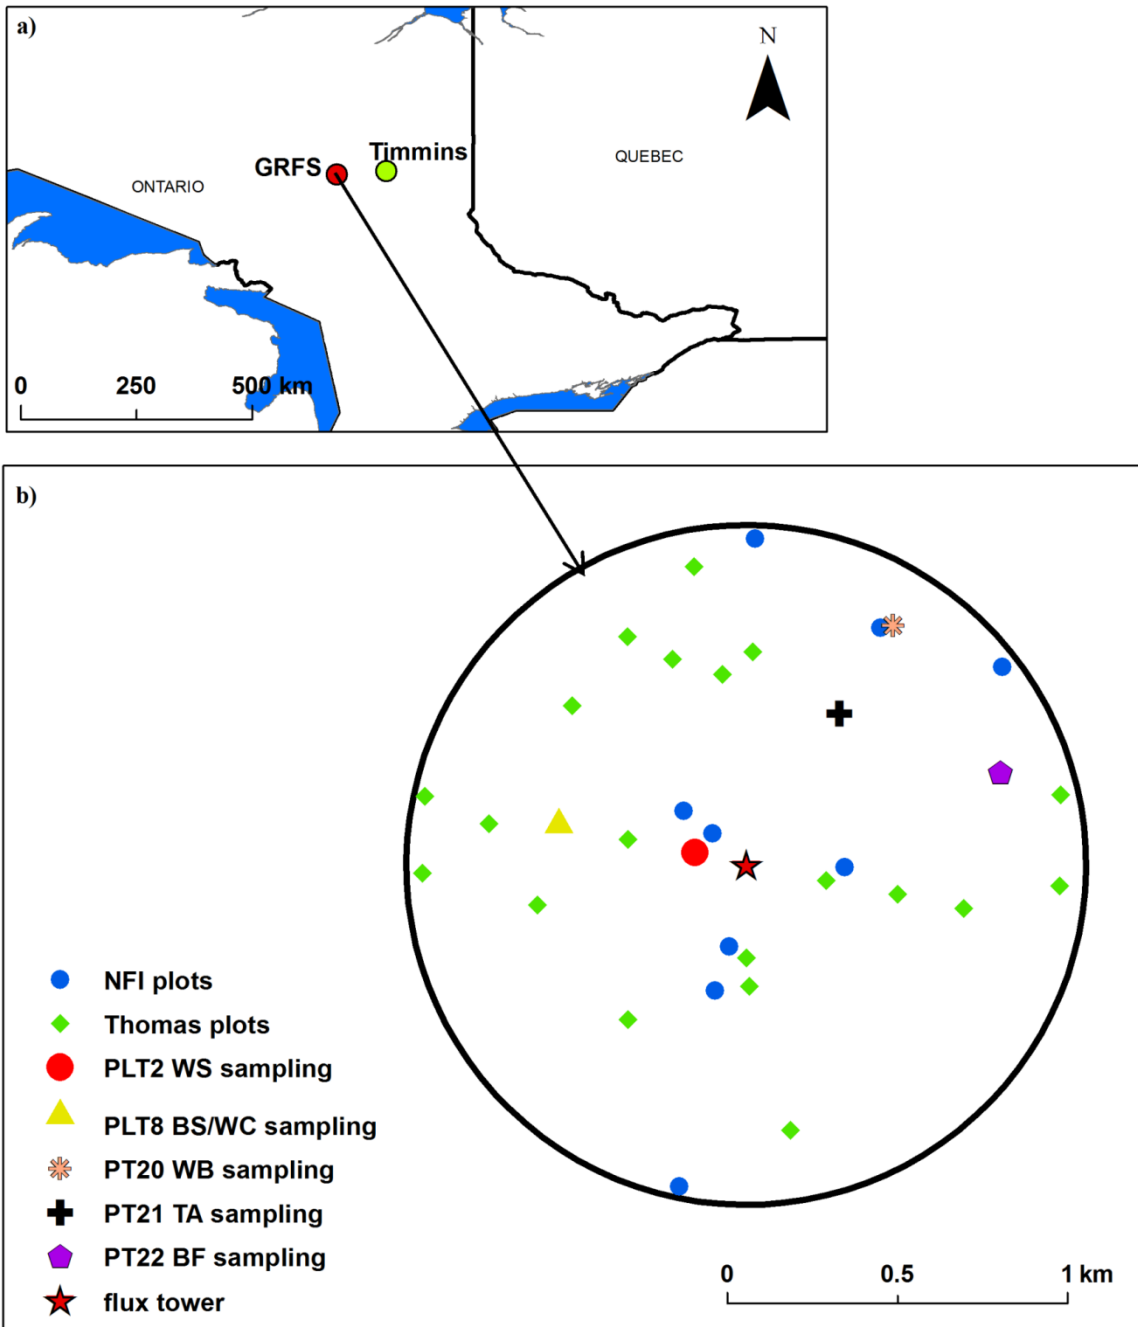 a)
N
Timmins
QUEBEC
GRFS
ONTARIO
0 250 500 km
b)
NFI plots
Thomas plots
PLT2 WS sampling
PLT8 BS/WC sampling
PT20 WB sampling
PT21 TA sampling
PT22 BF sampling
flux tower
0 0.5 1 km